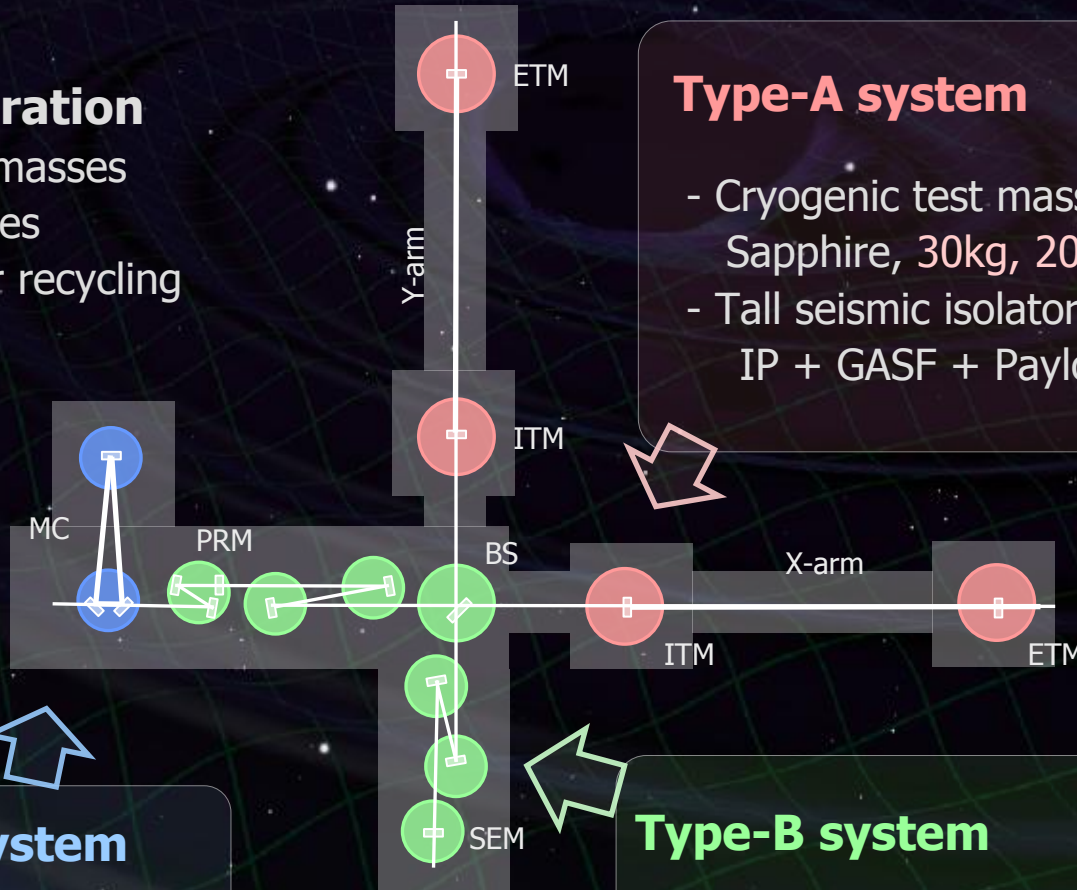 ration
masses
es
r recycling
ETM
Type-A system
- Cryogenic test mass
Sapphire, 30kg, 20
- Tall seismic isolator
IP + GASF + Paylo
Y-arm
ITM
MC
PRM
BS
X-arm
ITM
ETM
SEM
ystem
Type-B system